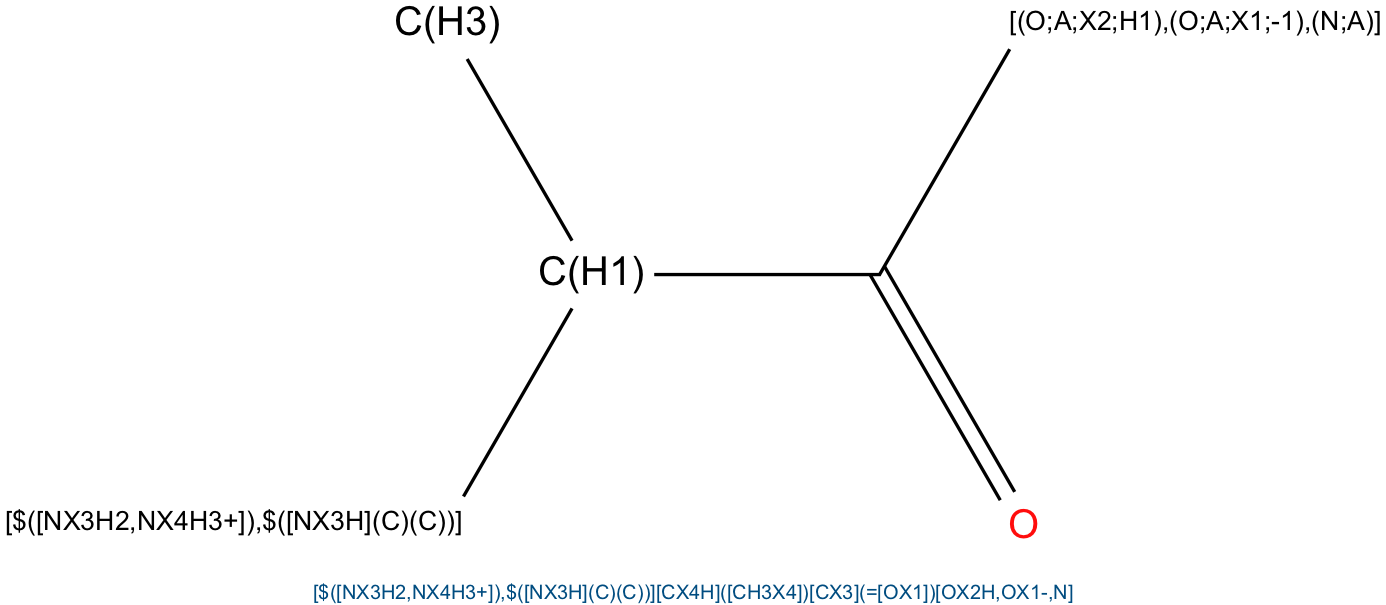 C(H3)
[(O;A;X2;H1),(O;A;X1;-1),(N;A)]
C(H1)
[$([NX3H2,NX4H3+]),$([NX3H](C)(C))]
O
[$([NX3H2,NX4H3+]),$([NX3H](C)(C))][CX4H]([CH3X4])[CX3](=[OX1])[OX2H,OX1-,N]